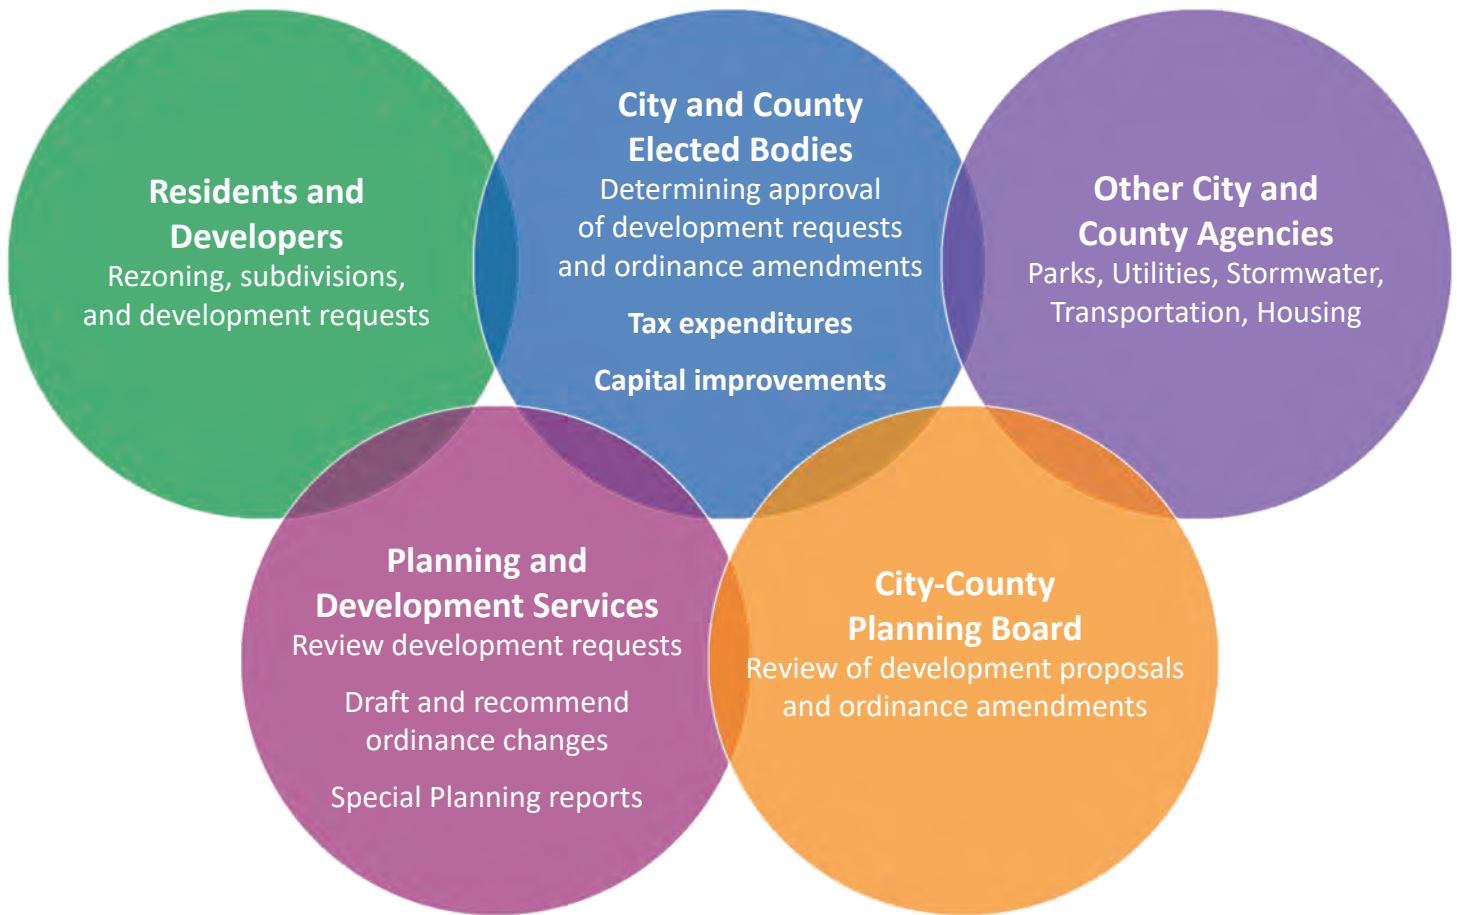 Residents and
Developers
Rezoning, subdivisions,
and development requests
City and County
Elected Bodies
Determining approval
of development requests
and ordinance amendments
Tax expenditures
Capital improvements
Other City and
County Agencies
Parks, Utilities, Stormwater,
Transportation, Housing
Planning and
Development Services
Review development requests
Draft and recommend
ordinance changes
Special Planning reports
City-County
Planning Board
Review of development proposals
and ordinance amendments